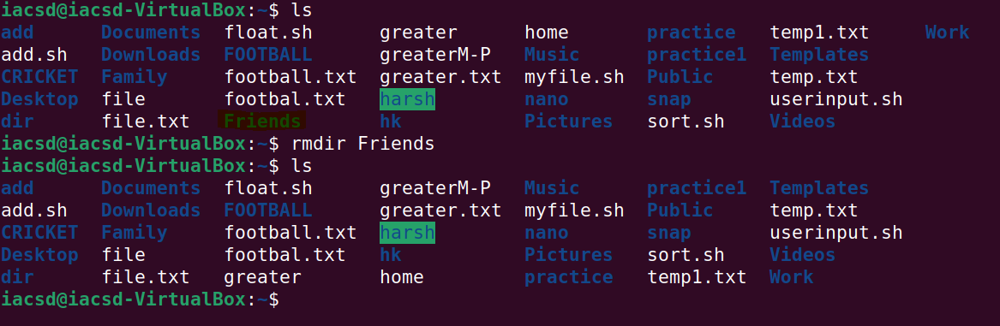 iacsd@iacsd-VirtualBox:~$ ls
add Documents float.sh greater home practice temp1.txt Work
add.sh Downloads FOOTBALL greaterM-P Music practice1 Templates
CRICKET Family football.txt greater.txt myfile.sh Public temp.txt
Desktop file footbal.txt harsh nano snap userinput.sh
dir file.txt Friends hk Pictures sort.sh Videos
iacsd@iacsd-VirtualBox:~$ rmdir Friends
iacsd@iacsd-VirtualBox:~$ ls
add Documents float.sh greaterM-P Music practice1 Templates
add.sh Downloads FOOTBALL greater.txt myfile.sh Public temp.txt
CRICKET Family football.txt harsh nano snap userinput.sh
Desktop file footbal.txt hk Pictures sort.sh Videos
dir file.txt greater home practice temp1.txt Work
iacsd@iacsd-VirtualBox:~$